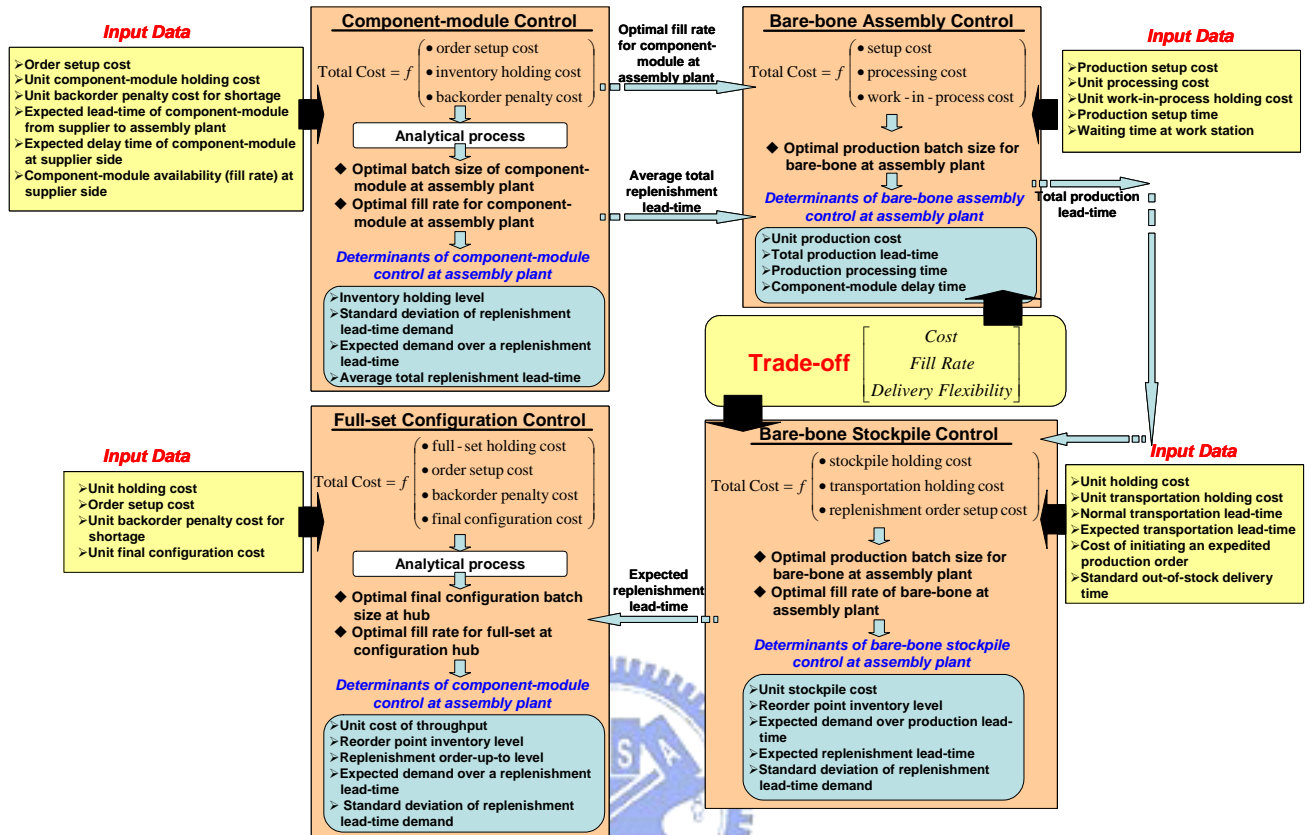 Component-module Control
Total Cost = f
• order setup cost
• inventory holding cost
• backorder penalty cost
Analytical process
◆ Optimal batch size of component-
module at assembly plant
◆ Optimal fill rate for component-
module at assembly plant
Determinants of component-module
control at assembly plant
➢Inventory holding level
➢Standard deviation of replenishment
lead-time demand
➢Expected demand over a replenishment
lead-time
➢Average total replenishment lead-time
Input Data
➢Order setup cost
➢Unit component-module holding cost
➢Unit backorder penalty cost for shortage
➢Expected lead-time of component-module
from supplier to assembly plant
➢Expected delay time of component-module
at supplier side
➢Component-module availability (fill rate) at
supplier side
Optimal fill rate
for component-
module at
assembly plant
Average total
replenishment
lead-time
Bare-bone Assembly Control
Total Cost = f
• setup cost
• processing cost
• work - in - process cost
◆ Optimal production batch size for
bare-bone at assembly plant
Determinants of bare-bone assembly
control at assembly plant
➢Unit production cost
➢Total production lead-time
➢Production processing time
➢Component-module delay time
Input Data
➢Production setup cost
➢Unit processing cost
➢Unit work-in-process holding cost
➢Production setup time
➢Waiting time at work station
Total production
lead-time
Trade-off
Cost
Fill Rate
Delivery Flexibility
Full-set Configuration Control
Total Cost = f
• full - set holding cost
• order setup cost
• backorder penalty cost
• final configuration cost
Analytical process
◆ Optimal final configuration batch
size at hub
◆ Optimal fill rate for full-set at
configuration hub
Determinants of component-module
control at assembly plant
➢Unit cost of throughput
➢Reorder point inventory level
➢Replenishment order-up-to level
➢Expected demand over a replenishment
lead-time
➢ Standard deviation of replenishment
lead-time demand
Input Data
➢Unit holding cost
➢Order setup cost
➢Unit backorder penalty cost for
shortage
➢Unit final configuration cost
Expected
replenishment
lead-time
Bare-bone Stockpile Control
Total Cost = f
• stockpile holding cost
• transportation holding cost
• replenishment order setup cost
◆ Optimal production batch size for
bare-bone at assembly plant
◆ Optimal fill rate of bare-bone at
assembly plant
Determinants of bare-bone stockpile
control at assembly plant
➢Unit stockpile cost
➢Reorder point inventory level
➢Expected demand over production lead-
time
➢Expected replenishment lead-time
➢Standard deviation of replenishment
lead-time demand
Input Data
➢Unit holding cost
➢Unit transportation holding cost
➢Normal transportation lead-time
➢Expected transportation lead-time
➢Cost of initiating an expedited
production order
➢Standard out-of-stock delivery
time
S A